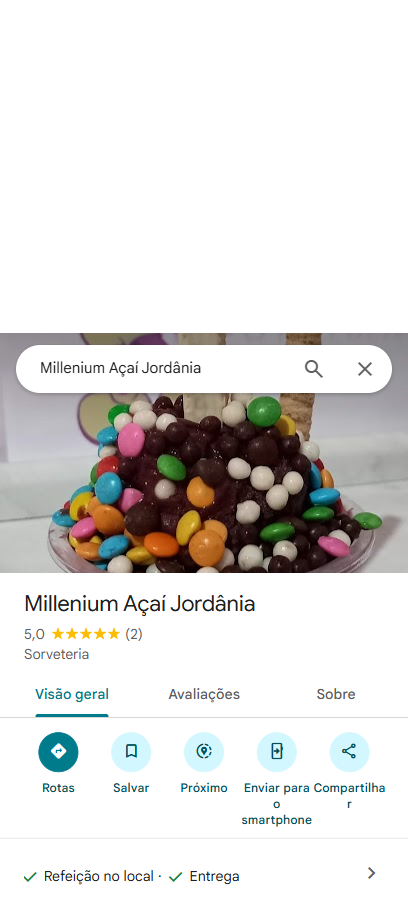 Millenium Açaí Jordânia
Millenium Açaí Jordânia
5,0 (2)
Sorveteria
Visão geral Avaliações Sobre
Rotas Salvar Próximo Enviar para o smartphone Compartilhar
Refeição no local · Entrega